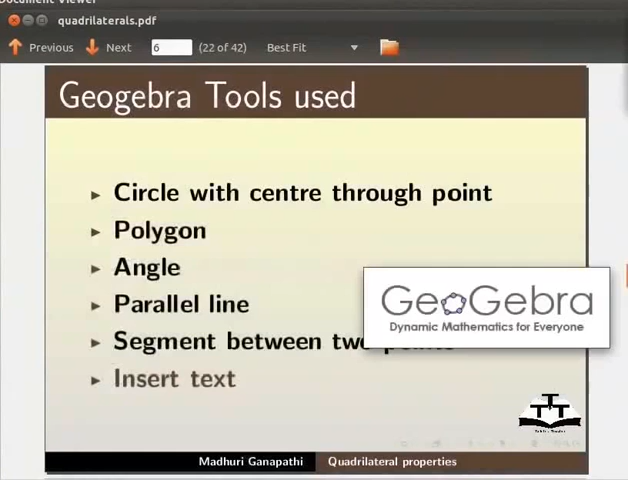 Document Viewer
quadrilaterals.pdf
Previous Next 6 (22 of 42) Best Fit
Geogebra Tools used
Circle with centre through point
Polygon
Angle
Parallel line
Segment between two points
Insert text
GeoGebra
Dynamic Mathematics for Everyone
Madhuri Ganapathi Quadrilateral properties